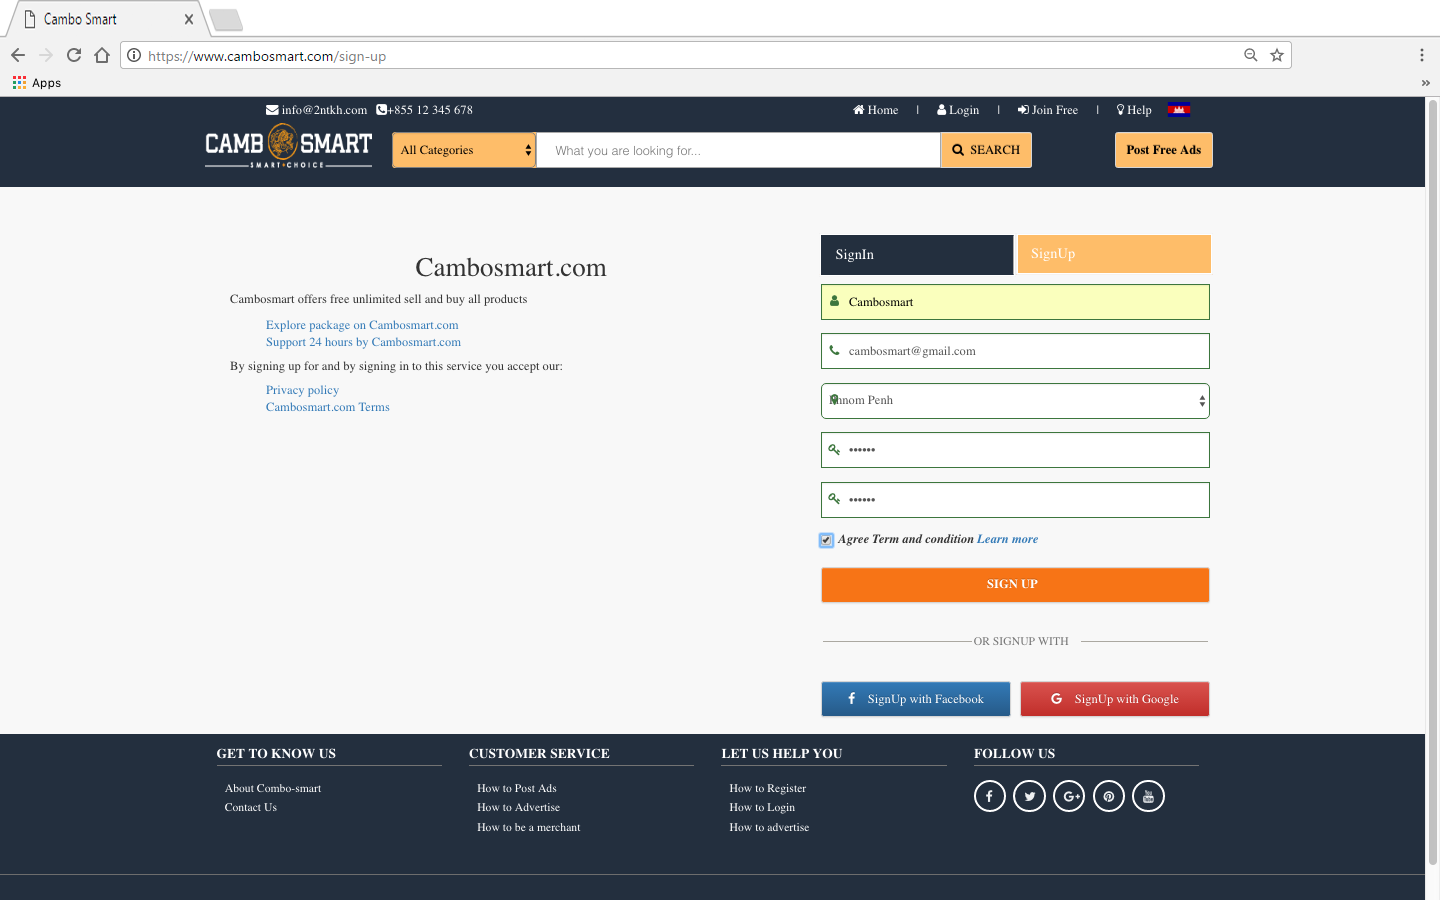 Cambo Smart
https://www.cambosmart.com/sign-up
Apps
info@2ntkh.com +855 12 345 678
Home | Login | Join Free | Help
CAMB SMART
SMART CHOICE
All Categories
What you are looking for...
SEARCH
Post Free Ads
Cambosmart.com
Cambosmart offers free unlimited sell and buy all products
Explore package on Cambosmart.com
Support 24 hours by Cambosmart.com
By signing up for and by signing in to this service you accept our:
Privacy policy
Cambosmart.com Terms
SignIn
SignUp
Cambosmart
cambosmart@gmail.com
Phnom Penh
••••••
••••••
Agree Term and condition Learn more
SIGN UP
OR SIGNUP WITH
SignUp with Facebook
SignUp with Google
GET TO KNOW US
About Combo-smart
Contact Us
CUSTOMER SERVICE
How to Post Ads
How to Advertise
How to be a merchant
LET US HELP YOU
How to Register
How to Login
How to advertise
FOLLOW US